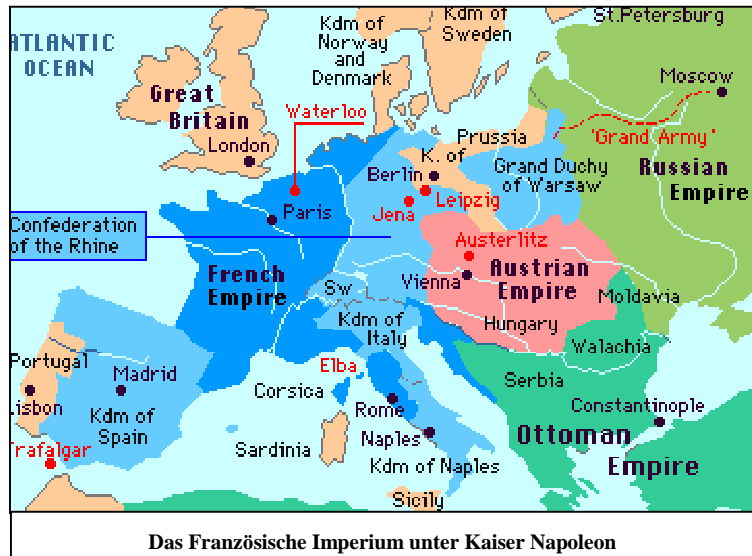 ATLANTIC
OCEAN
Kdm of
Norway
and
Denmark
Kdm of
Sweden
St.Petersburg
Moscow
Great
Britain
London
Waterloo
Prussia
K. of
Berlin
'Grand Army'
Grand Duchy
of Warsaw
Russian
Empire
Leipzig
Jena
Paris
Confederation
of the Rhine
Austerlitz
French
Empire
Vienna
Austrian
Empire
Sw.
Moldavia
Kdm of
Italy
Hungary
Walachia
Portugal
Madrid
Elba
Corsica
Serbia
Lisbon
Kdm of
Spain
Rome
Constantinople
Trafalgar
Sardinia
Naples
Kdm of Naples
Ottoman
Empire
Sicily
Das Französische Imperium unter Kaiser Napoleon